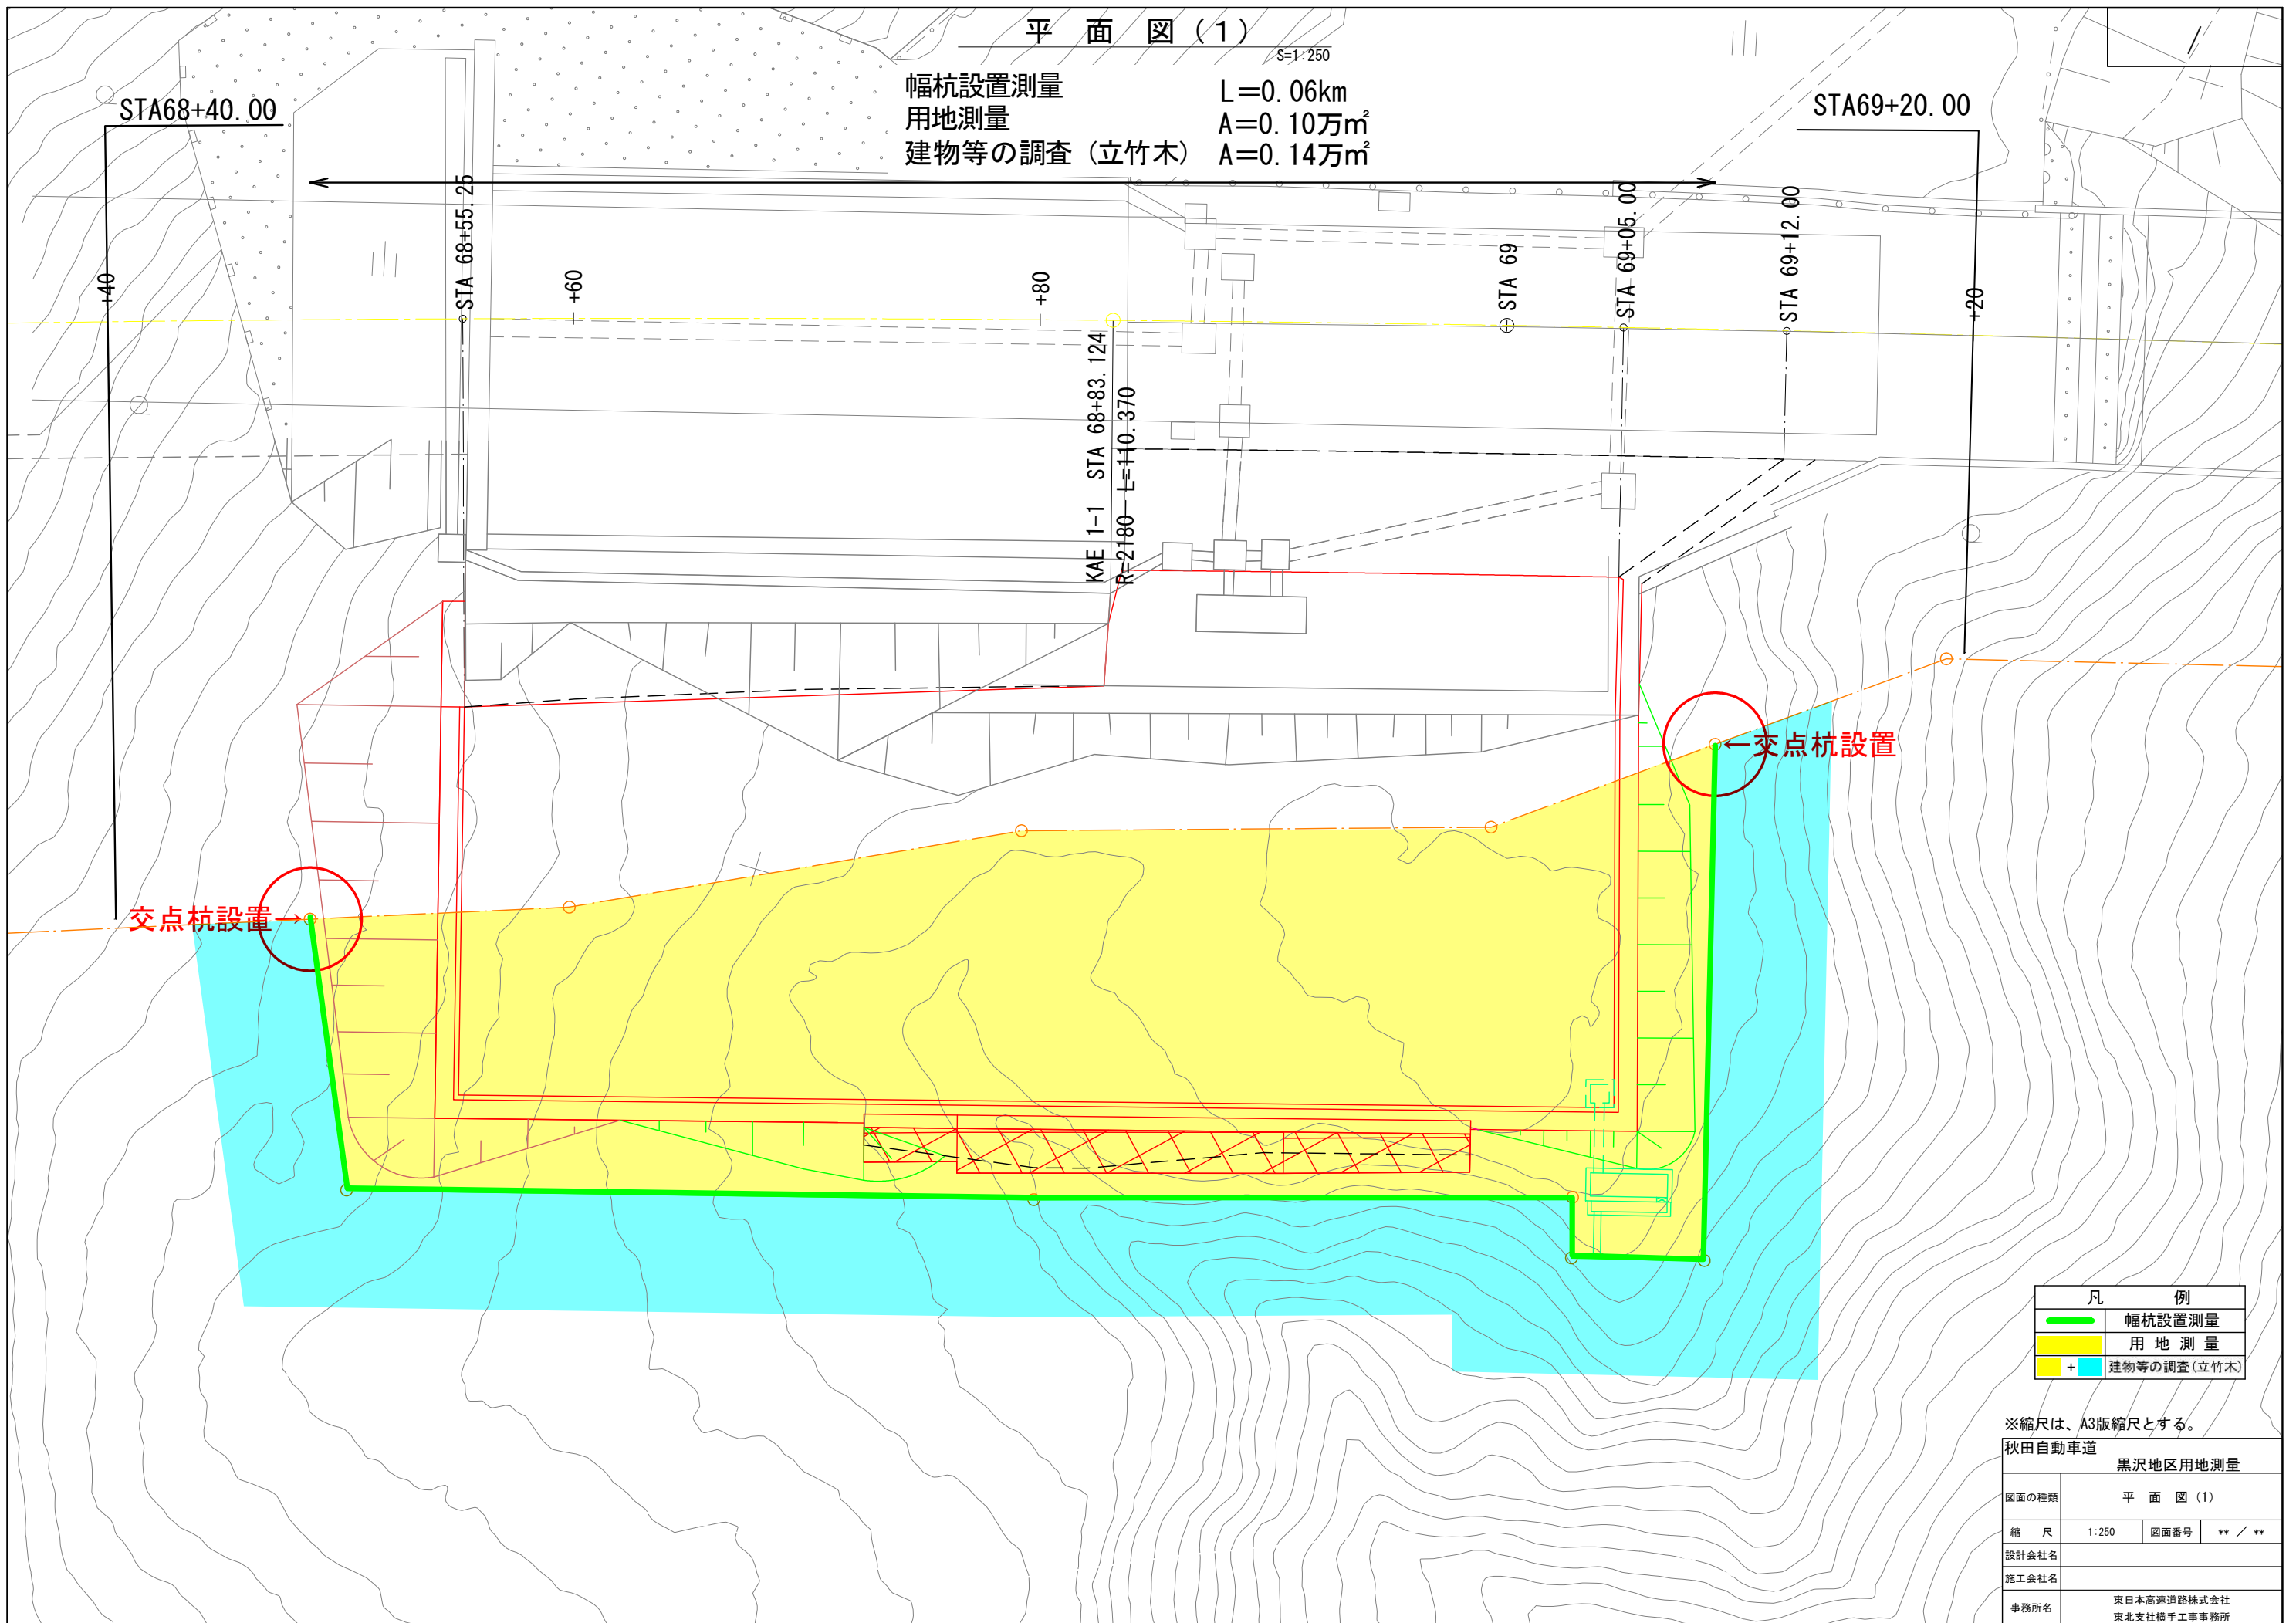 平 面 図 (1)
S=1:250
幅杭設置測量 L=0.06km
用地測量 A=0.10万㎡
建物等の調査（立竹木） A=0.14万㎡
STA68+40.00
STA69+20.00
+40
STA 68+55.25
+60
+80
KAE 1-1 STA 68+83.124
R=2180 L=110.370
STA 69
STA 69+05.00
STA 69+12.00
+20
←交点杭設置
交点杭設置→
凡 例
幅杭設置測量
用 地 測 量
+ 建物等の調査(立竹木)
※縮尺は、A3版縮尺とする。
秋田自動車道
黒沢地区用地測量
図面の種類 平 面 図 (1)
縮 尺 1:250 図面番号 ** ／ **
設計会社名
施工会社名
事務所名 東日本高速道路株式会社
東北支社横手工事事務所